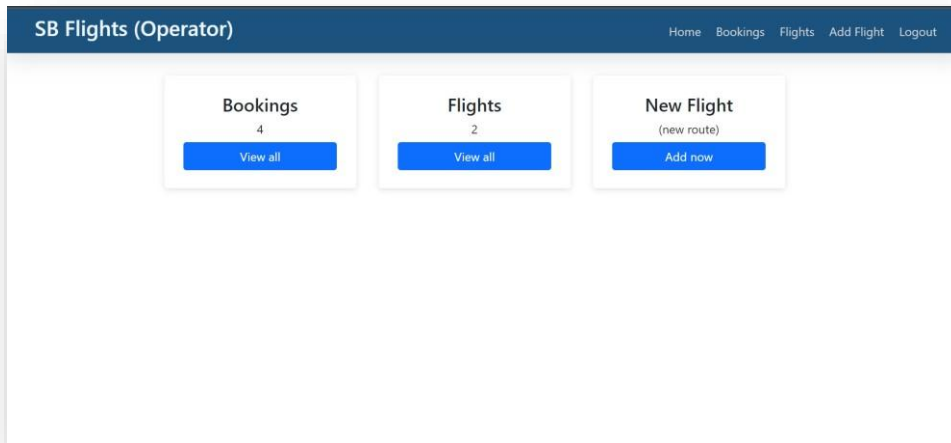 SB Flights (Operator)
Home Bookings Flights Add Flight Logout
Bookings
4
View all
Flights
2
View all
New Flight
(new route)
Add now